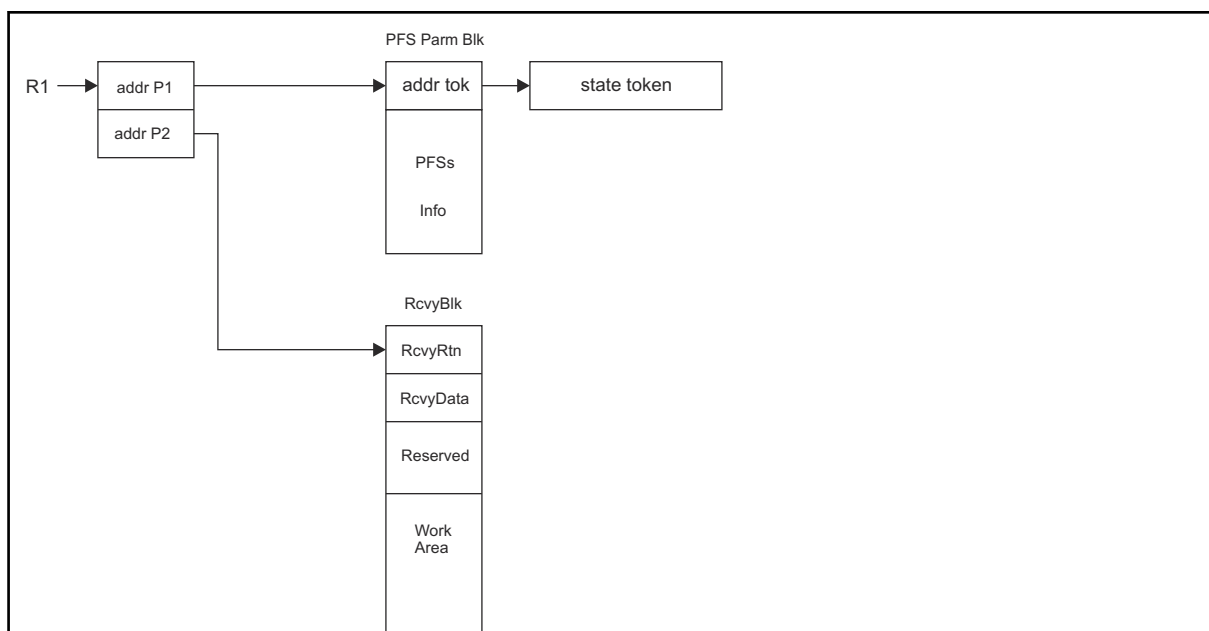 PFS Parm Blk
R1
addr P1
addr tok
state token
addr P2
PFSs
Info
RcvyBlk
RcvyRtn
RcvyData
Reserved
Work
Area